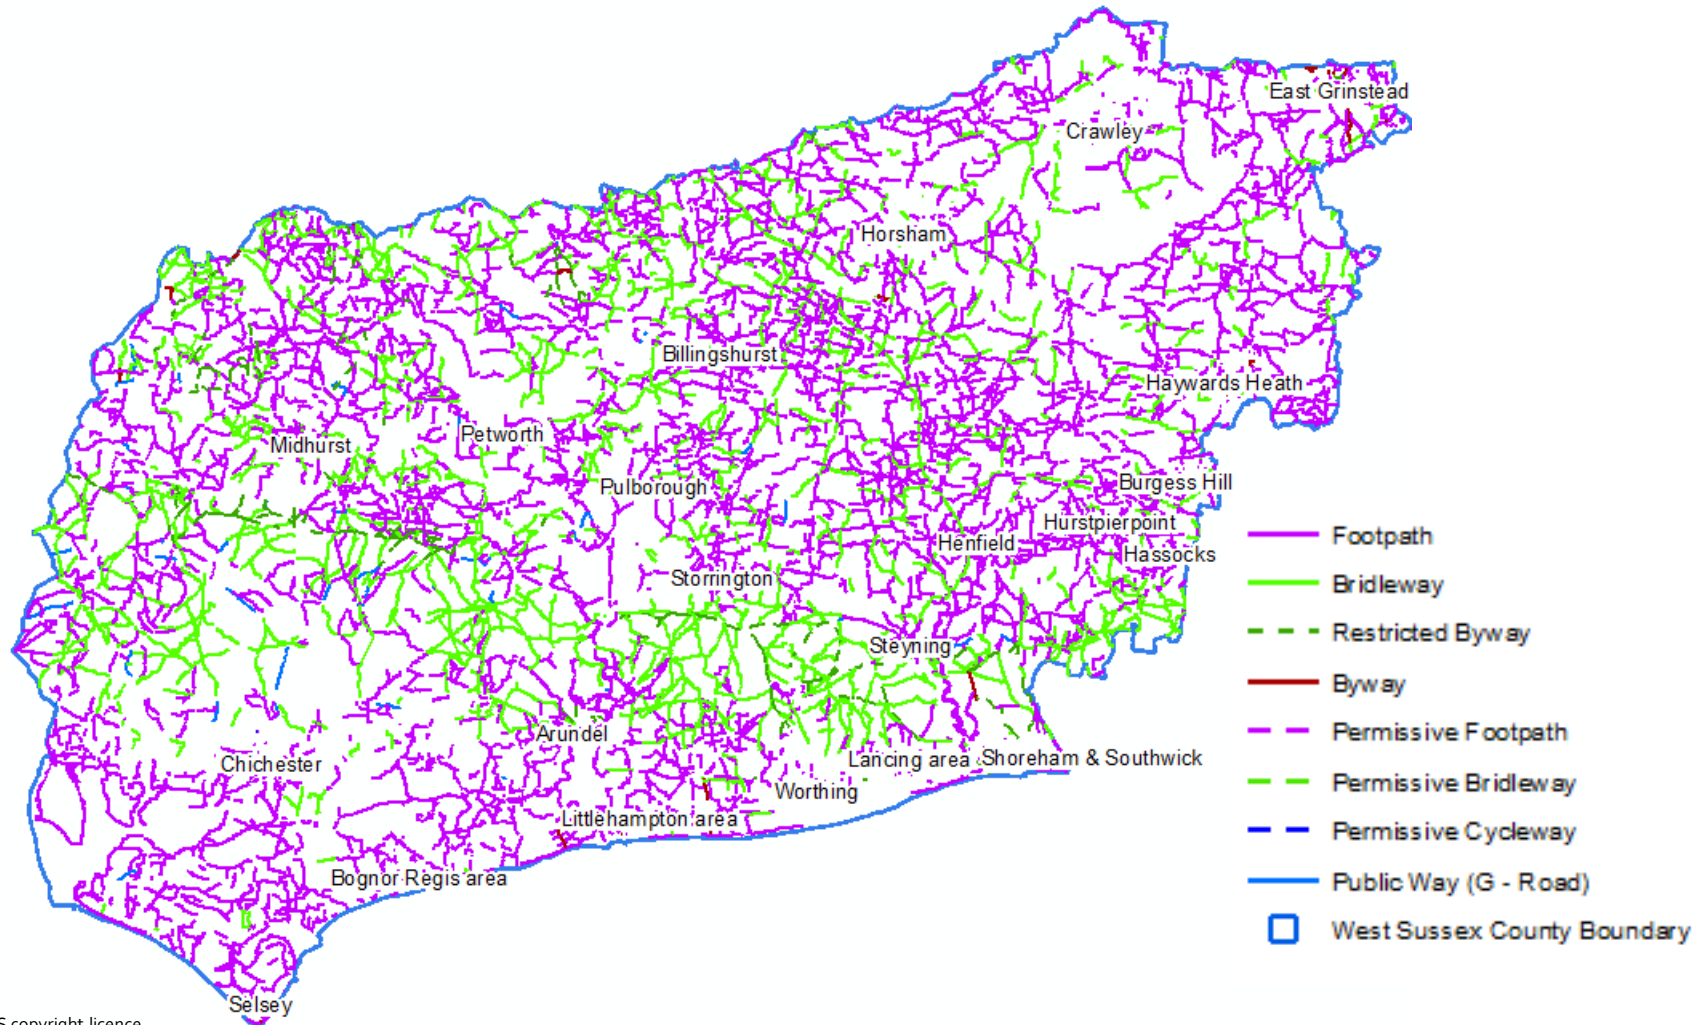 East Grinstead
Crawley
Horsham
Billingshurst
Haywards Heath
Petworth
Midhurst
Pulborough
Burgess Hill
Hurstpierpoint
Henfield
Hassocks
Storrington
Steyning
Arundel
Lancing area
Shoreham & Southwick
Chichester
Worthing
Littlehampton area
Bognor Regis area
Selsey
S copyright licence
Footpath
Bridleway
Restricted Byway
Byway
Permissive Footpath
Permissive Bridleway
Permissive Cycleway
Public Way (G - Road)
West Sussex County Boundary